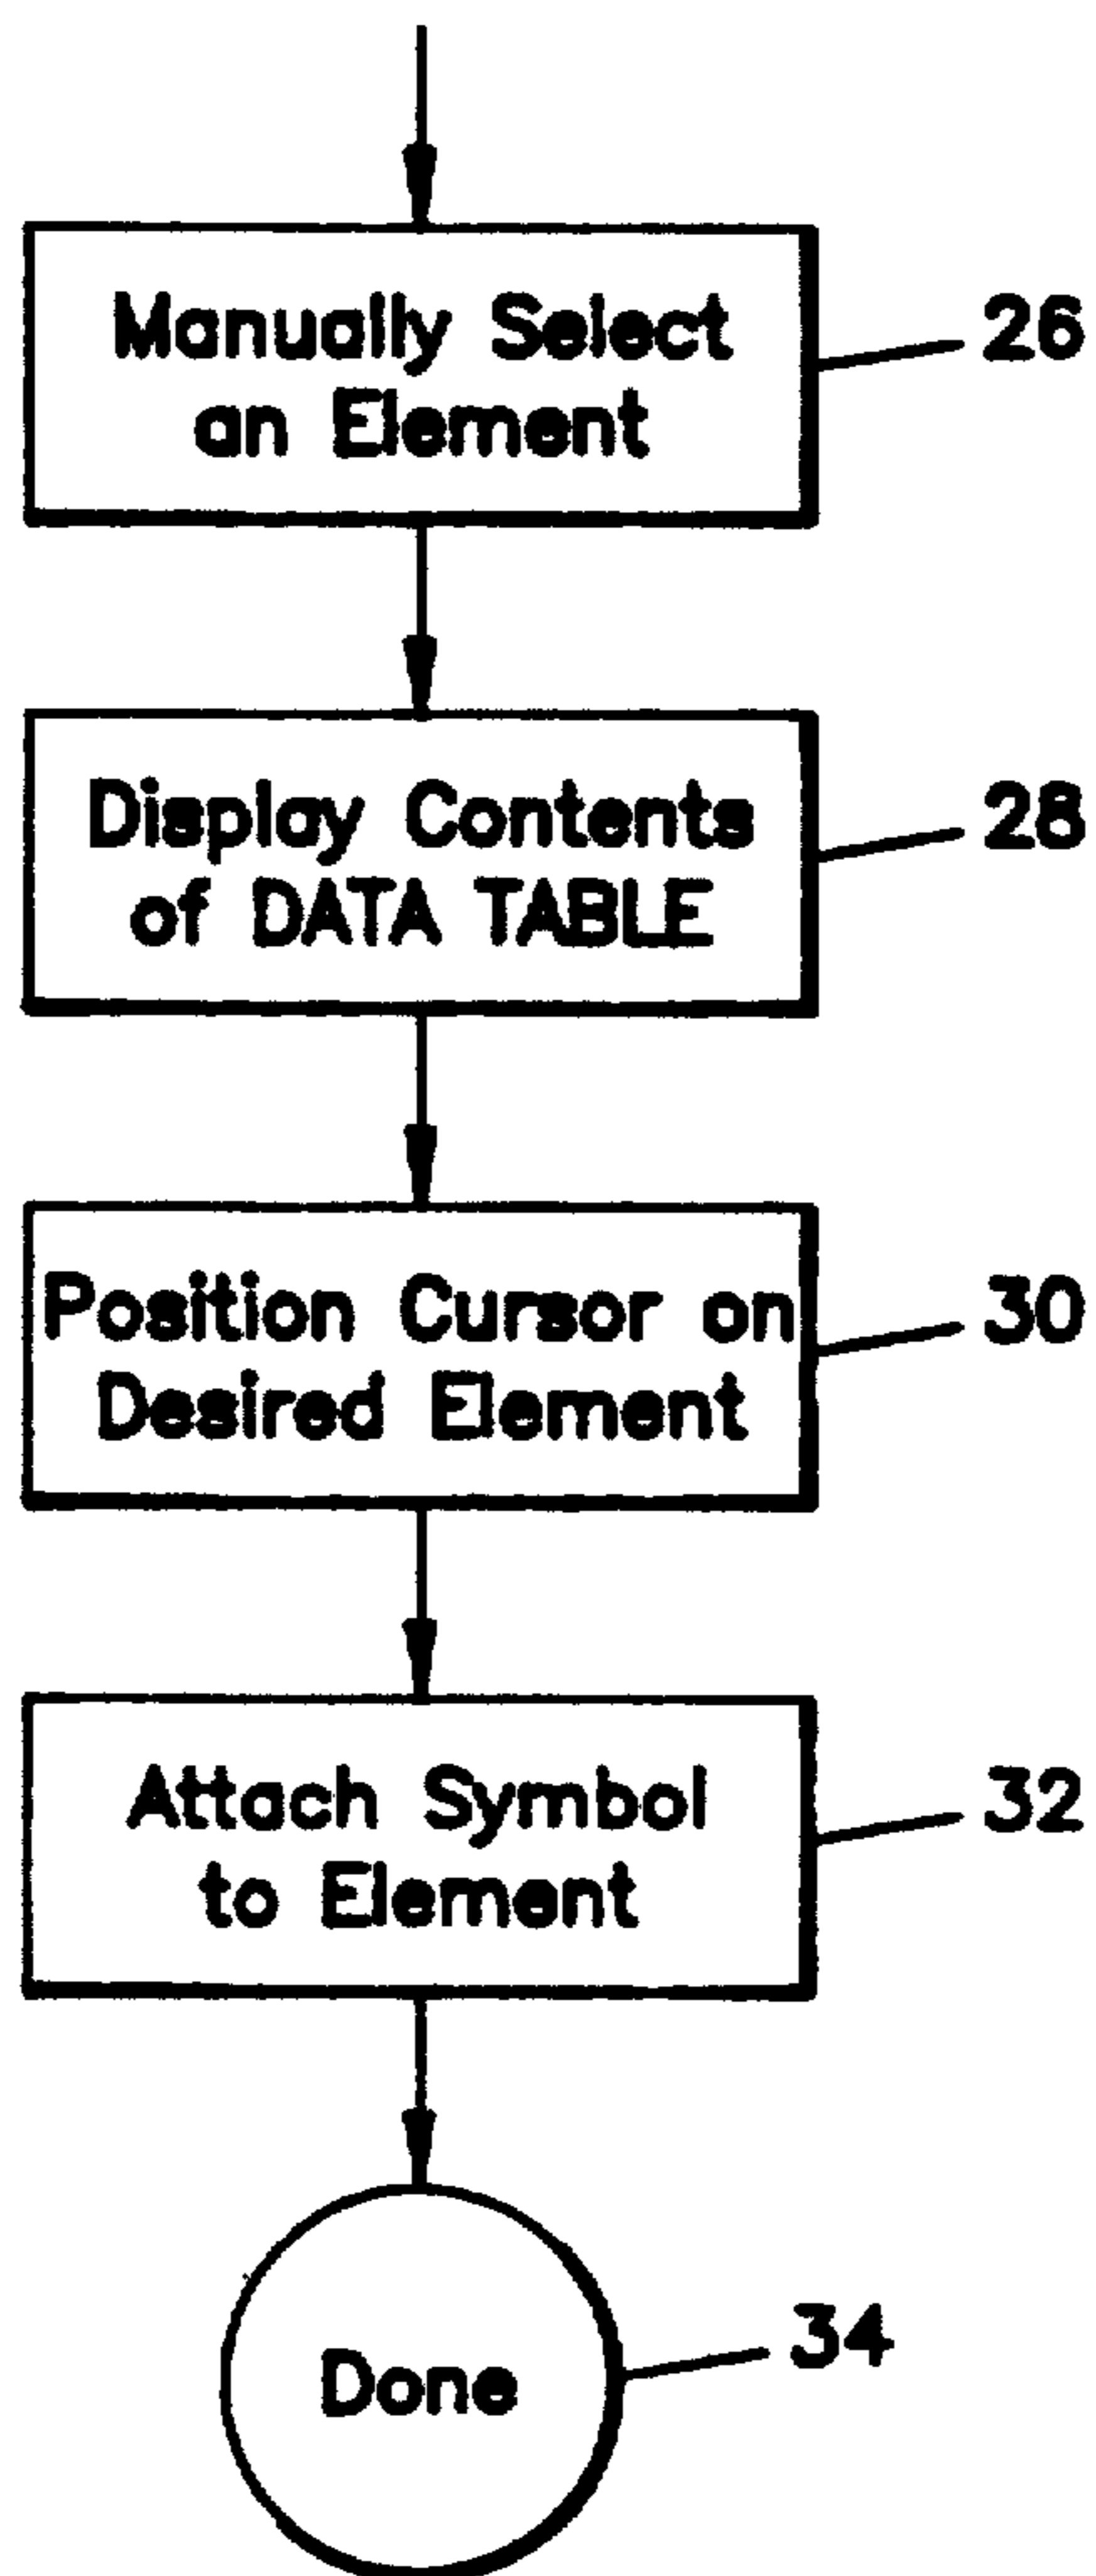 Manually Select
an Element
26
Display Contents
of DATA TABLE
28
Position Cursor on
Desired Element
30
Attach Symbol
to Element
32
Done
34